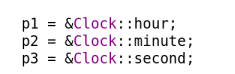 p1 = &Clock::hour;
p2 = &Clock::minute;
p3 = &Clock::second;